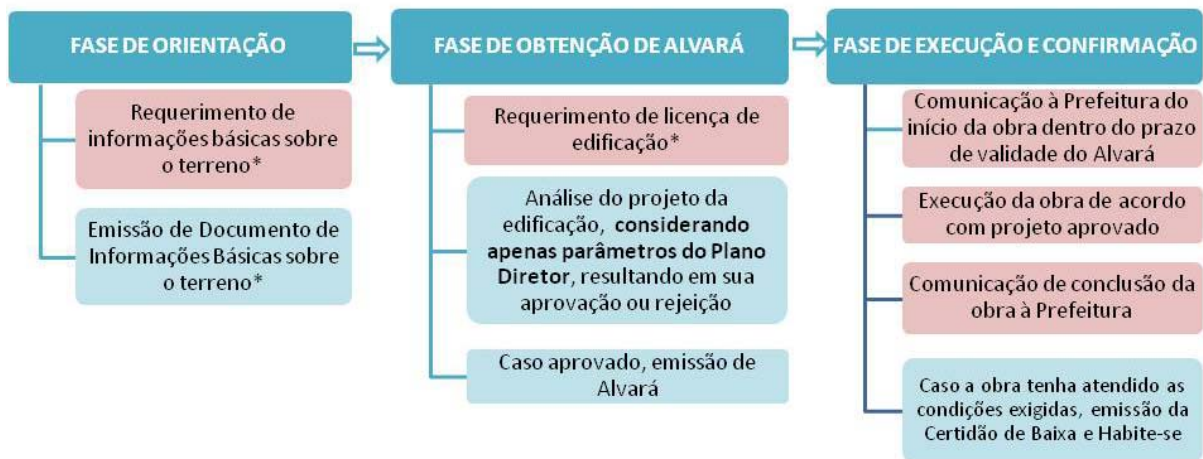 FASE DE ORIENTAÇÃO
Requerimento de
informações básicas sobre
o terreno*
Emissão de Documento de
Informações Básicas sobre
o terreno*
FASE DE OBTENÇÃO DE ALVARÁ
Requerimento de licença de
edificação*
Análise do projeto da
edificação, considerando
apenas parâmetros do Plano
Diretor, resultando em sua
aprovação ou rejeição
Caso aprovado, emissão de
Alvará
FASE DE EXECUÇÃO E CONFIRMAÇÃO
Comunicação à Prefeitura do
início da obra dentro do prazo
de validade do Alvará
Execução da obra de acordo
com projeto aprovado
Comunicação de conclusão da
obra à Prefeitura
Caso a obra tenha atendido as
condições exigidas, emissão da
Certidão de Baixa e Habite-se